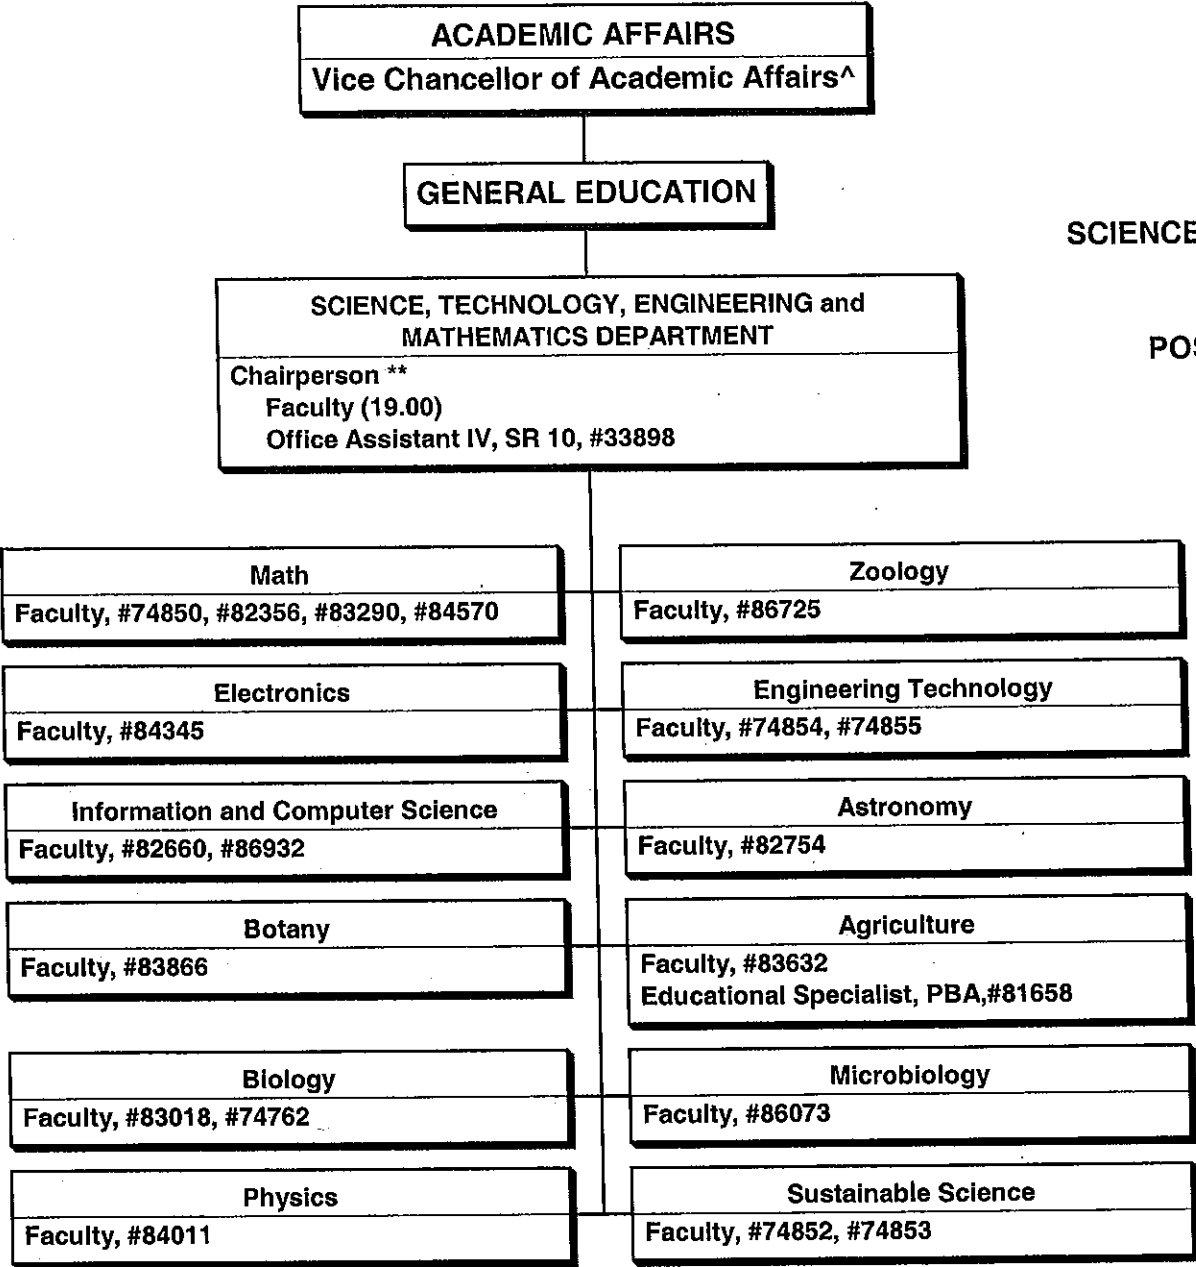 ACADEMIC AFFAIRS
Vice Chancellor of Academic Affairs^
GENERAL EDUCATION
SCIENCE
POS
SCIENCE, TECHNOLOGY, ENGINEERING and
MATHEMATICS DEPARTMENT
Chairperson **
Faculty (19.00)
Office Assistant IV, SR 10, #33898
Math
Faculty, #74850, #82356, #83290, #84570
Zoology
Faculty, #86725
Electronics
Faculty, #84345
Engineering Technology
Faculty, #74854, #74855
Information and Computer Science
Faculty, #82660, #86932
Astronomy
Faculty, #82754
Botany
Faculty, #83866
Agriculture
Faculty, #83632
Educational Specialist, PBA,#81658
Biology
Faculty, #83018, #74762
Microbiology
Faculty, #86073
Physics
Faculty, #84011
Sustainable Science
Faculty, #74852, #74853